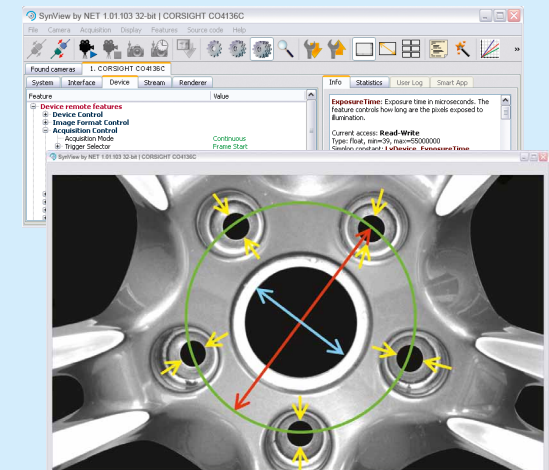 SynView by NET 1.01.103 32-bit | CORSIGHT CO4136C
File Camera Acquisition Display Features Source code Help
Found cameras 1. CORSIGHT CO4136C
System Interface Device Stream Renderer
Feature Value
Device remote features
Device Control
Image Format Control
Acquisition Control
Acquisition Mode Continuous
Trigger Selector Frame Start
Info Statistics User Log Smart App
ExposureTime: Exposure time in microseconds. The
feature controls how long are the pixels exposed to
illumination.
Current access: Read-Write
Type: float, min=39, max=55000000
Simplon constant: LvDevice_ExposureTime
SynView by NET 1.01.103 32-bit | CORSIGHT CO4136C